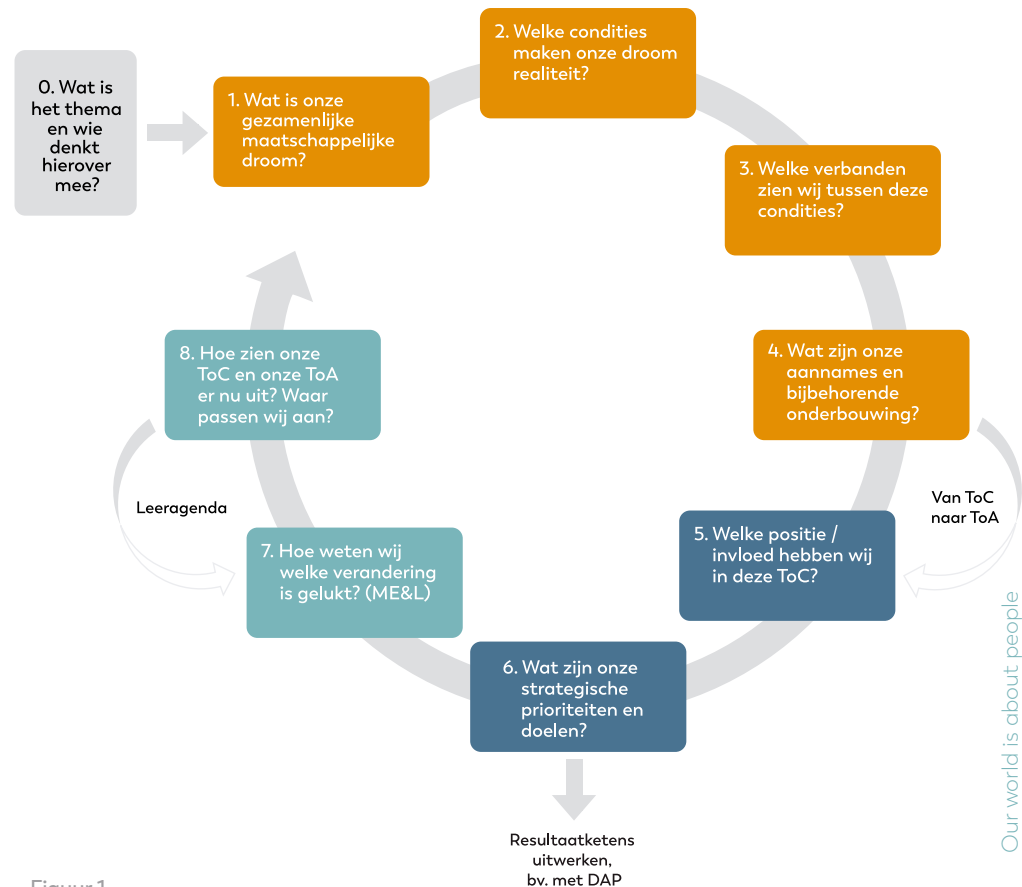 0. Wat is
het thema
en wie
denkt
hierover
mee?
1. Wat is onze
gezamenlijke
maatschappelijke
droom?
2. Welke condities
maken onze droom
realiteit?
3. Welke verbanden
zien wij tussen deze
condities?
4. Wat zijn onze
aannames en
bijbehorende
onderbouwing?
Van ToC
naar ToA
5. Welke positie /
invloed hebben wij
in deze ToC?
6. Wat zijn onze
strategische
prioriteiten en
doelen?
Resultaatketens
uitwerken,
bv. met DAP
7. Hoe weten wij
welke verandering
is gelukt? (ME&L)
Leeragenda
8. Hoe zien onze
ToC en onze ToA
er nu uit? Waar
passen wij aan?
Our world is about people
Figuur 1